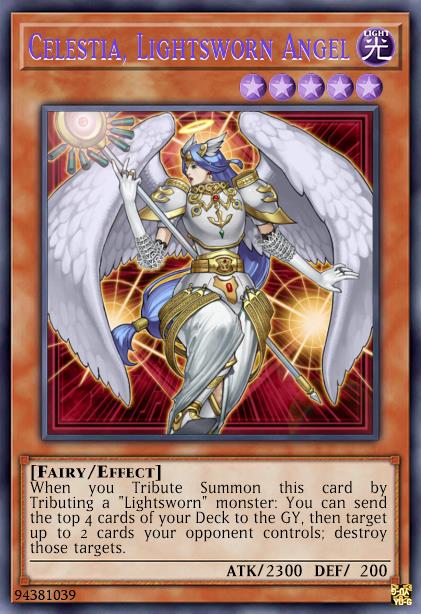 Celestia, Lightsworn Angel
LIGHT
光
[Fairy/Effect]
When you Tribute Summon this card by
Tributing a "Lightsworn" monster: You can send
the top 4 cards of your Deck to the GY, then target
up to 2 cards your opponent controls; destroy
those targets.
ATK/2300 DEF/ 200
94381039